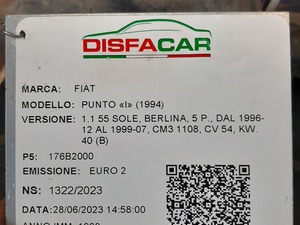 DISFACAR
MARCA: FIAT
MODELLO: PUNTO «I» (1994)
VERSIONE: 1.1 55 SOLE, BERLINA, 5 P., DAL 1996-
12 AL 1999-07, CM3 1108, CV 54, KW.
40 (B)
P5: 176B2000
EMISSIONE: EURO 2
NS: 1322/2023
DATA:28/06/2023 14:58:00